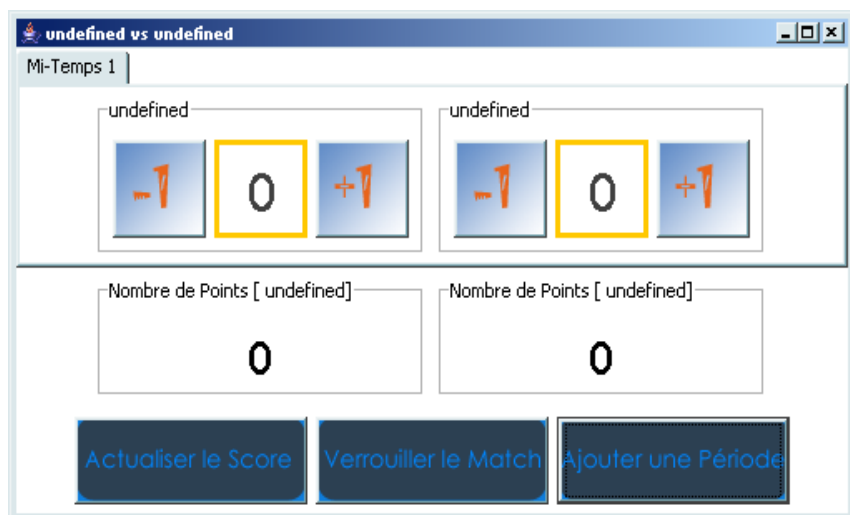 undefined vs undefined
Mi-Temps 1
undefined undefined
-1 0 +1 -1 0 +1
Nombre de Points [ undefined] Nombre de Points [ undefined]
0 0
Actualiser le Score Verrouiller le Match Ajouter une Période